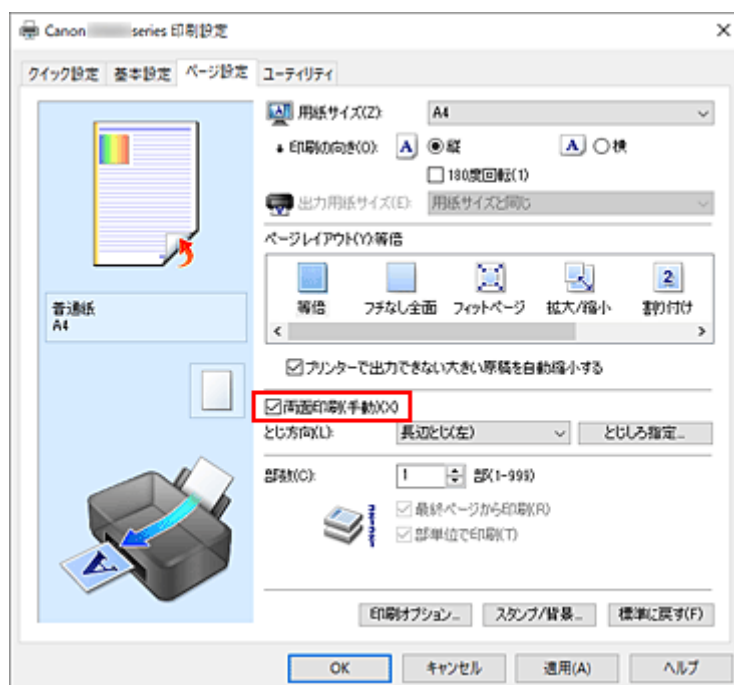 Canon series 印刷設定
クイック設定 基本設定 ページ設定 ユーティリティ
用紙サイズ(Z): A4
印刷の向き(O): A 縦 A 横
180度回転(1)
出力用紙サイズ(E): 用紙サイズと同じ
ページレイアウト(Y):等倍
等倍 フチなし全面 フィットページ 拡大/縮小 割り付け
2
普通紙
A4
プリンターで出力できない大きい原稿を自動縮小する
両面印刷(手動)(X)
とじ方向(L): 長辺とじ(左) とじしろ指定...
部数(C): 1 部(1-999)
最終ページから印刷(R)
部単位で印刷(T)
A
印刷オプション... スタンプ/背景... 標準に戻す(F)
OK キャンセル 適用(A) ヘルプ